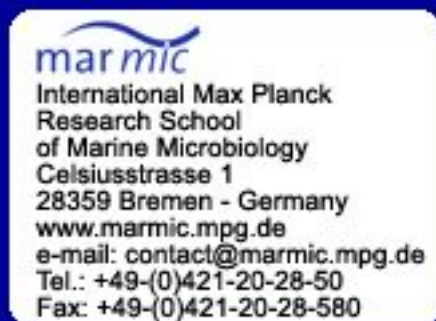 marmic
International Max Planck
Research School
of Marine Microbiology
Celsiusstrasse 1
28359 Bremen - Germany
www.marmic.mpg.de
e-mail: contact@marmic.mpg.de
Tel.: +49-(0)421-20-28-50
Fax: +49-(0)421-20-28-580